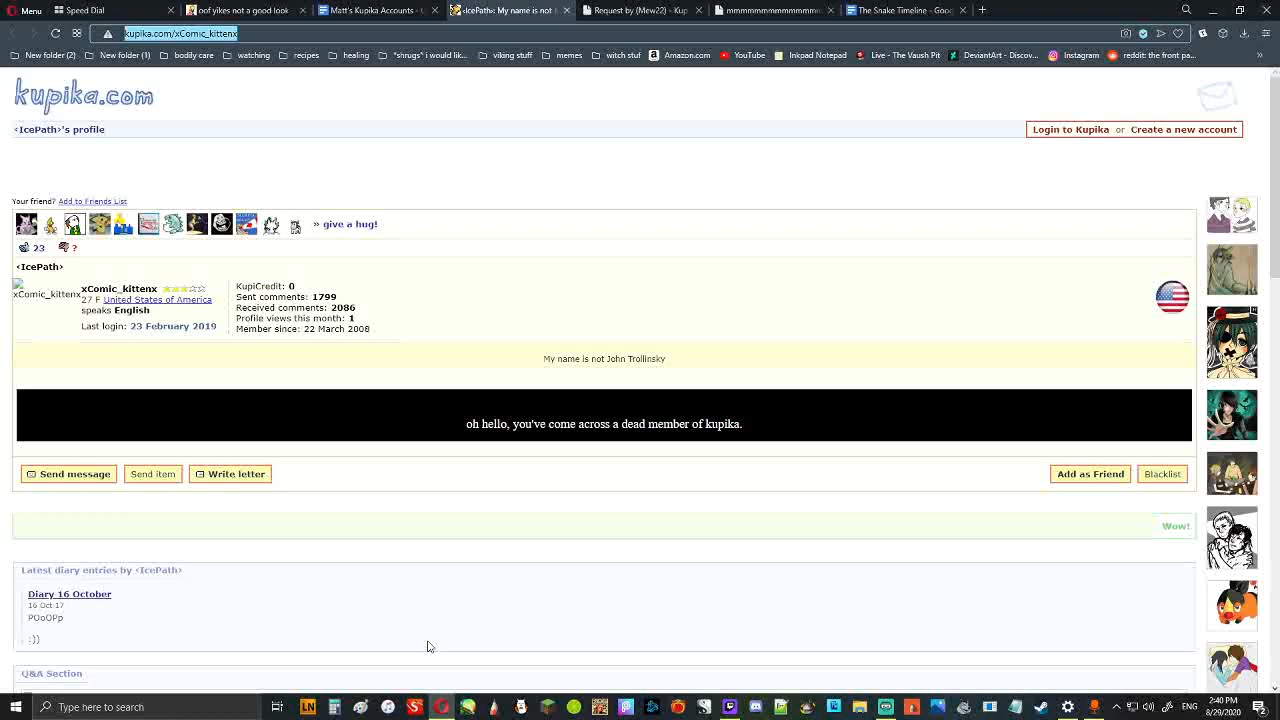 Menu
Speed Dial
oof yikes not a good look
Matt's Kupika Accounts -
‹IcePath›: My name is not
Request by (Mew22) - Kup
mmmmmmmmmmmmmm
The Snake Timeline - Goo
kupika.com/xComic_kittenx
New folder (2)
New folder
bodily care
watching
recipes
healing
*shrugs* i would like...
viking stuff
memes
witch stuff
Amazon.com
YouTube
Inkpad Notepad
Live - The Vaush Pit
DeviantArt - Discov...
Instagram
reddit: the front pa...
kupika.com
‹IcePath›'s profile
Login to Kupika or Create a new account
Your friend? Add to Friends List
» give a hug!
23 ?
‹IcePath›
xComic_kittenx
xComic_kittenx
27 F United States of America
speaks English
Last login: 23 February 2019
KupiCredit: 0
Sent comments: 1799
Received comments: 2086
Profile views this month: 1
Member since: 22 March 2008
My name is not John Trollinsky
oh hello, you've come across a dead member of kupika.
Send message
Send item
Write letter
Add as Friend
Blacklist
Wow!
Latest diary entries by ‹IcePath›
Diary 16 October
16 Oct 17
POoOPp
:))
Q&A Section
Type here to search
LN
2:40 PM
8/29/2020